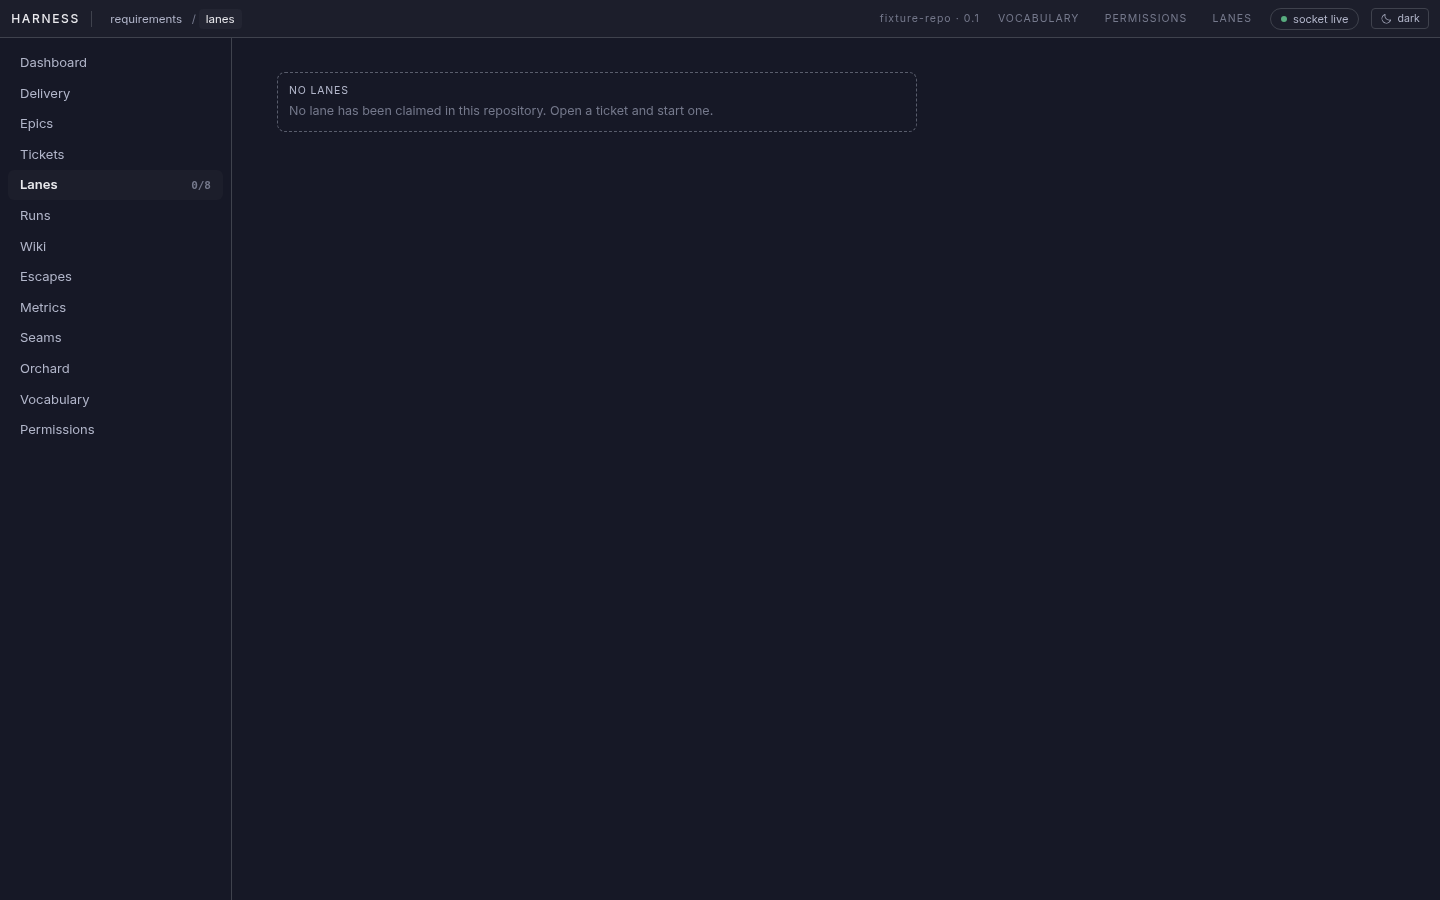 HARNESS requirements / lanes fixture-repo · 0.1 VOCABULARY PERMISSIONS LANES socket live dark
Dashboard
Delivery
Epics
Tickets
Lanes 0/8
Runs
Wiki
Escapes
Metrics
Seams
Orchard
Vocabulary
Permissions
NO LANES
No lane has been claimed in this repository. Open a ticket and start one.